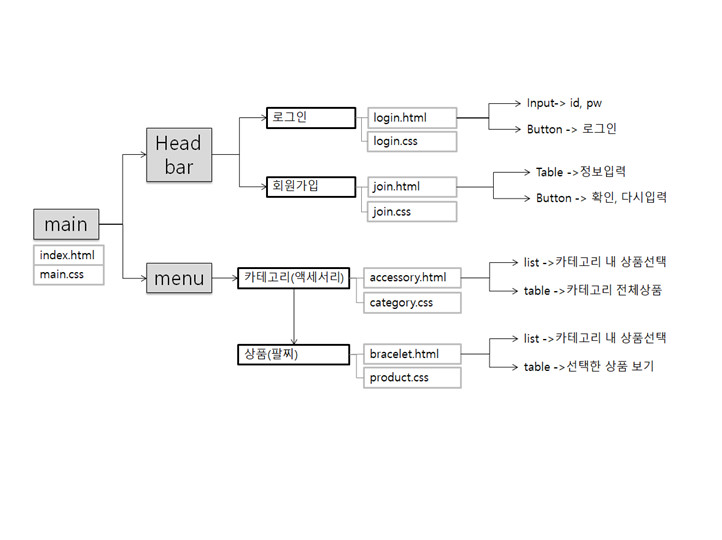 main
index.html
main.css
Head
bar
로그인
login.html
login.css
Input-> id, pw
Button -> 로그인
회원가입
join.html
join.css
Table ->정보입력
Button -> 확인, 다시입력
menu
카테고리(액세서리)
accessory.html
category.css
list ->카테고리 내 상품선택
table ->카테고리 전체상품
상품(팔찌)
bracelet.html
product.css
list ->카테고리 내 상품선택
table ->선택한 상품 보기